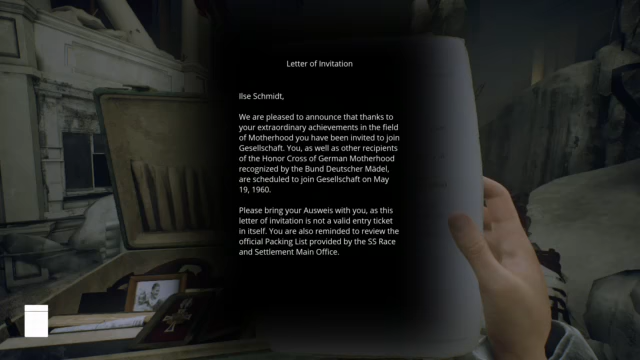 Letter of Invitation
Ilse Schmidt,
We are pleased to announce that thanks to
your extraordinary achievements in the field
of Motherhood you have been invited to join
Gesellschaft. You, as well as other recipients
of the Honor Cross of German Motherhood
recognized by the Bund Deutscher Mädel,
are scheduled to join Gesellschaft on May
19, 1960.
Please bring your Ausweis with you, as this
letter of invitation is not a valid entry ticket
in itself. You are also reminded to review the
official Packing List provided by the SS Race
and Settlement Main Office.